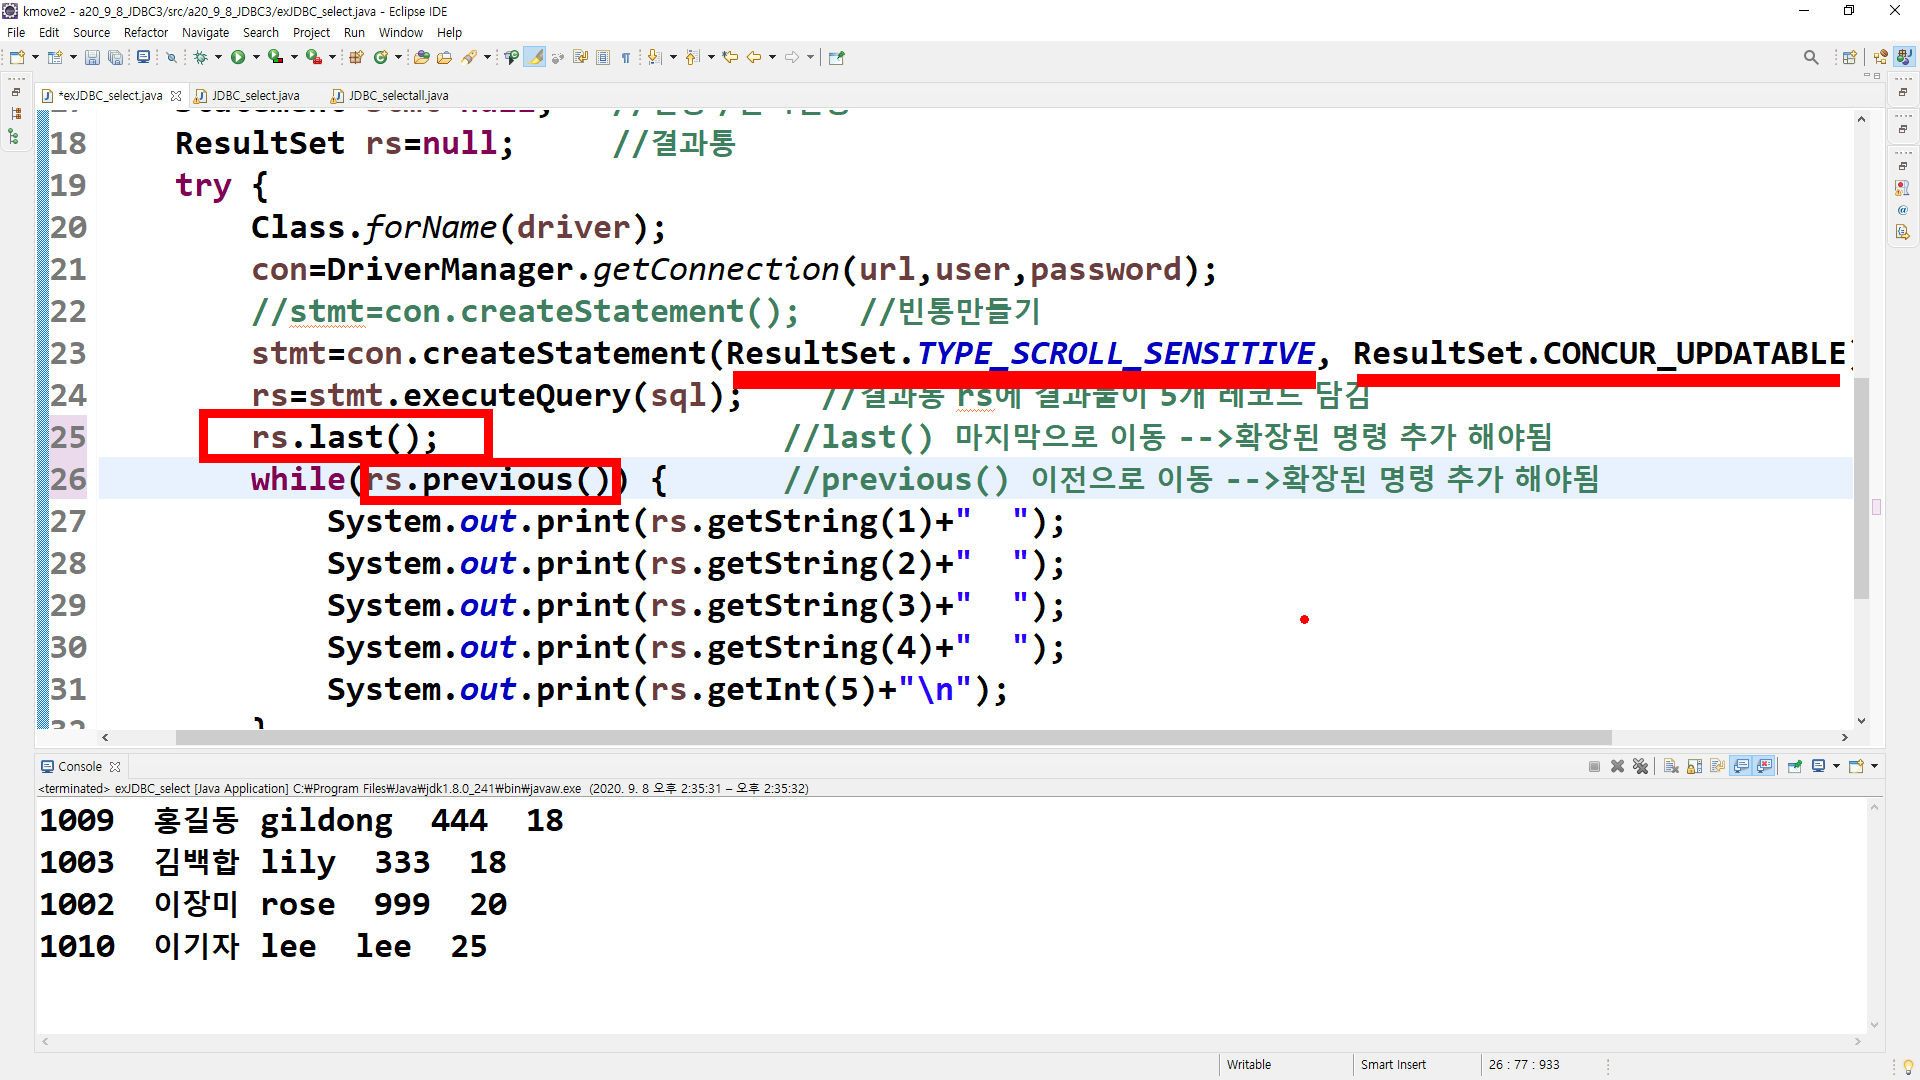 kmove2 - a20_9_8_JDBC3/src/a20_9_8_JDBC3/exJDBC_select.java - Eclipse IDE
File Edit Source Refactor Navigate Search Project Run Window Help
*exJDBC_select.java JDBC_select.java JDBC_selectall.java
18 ResultSet rs=null; //결과통
19 try {
20 Class.forName(driver);
21 con=DriverManager.getConnection(url,user,password);
22 //stmt=con.createStatement(); //빈통만들기
23 stmt=con.createStatement(ResultSet.TYPE_SCROLL_SENSITIVE, ResultSet.CONCUR_UPDATABLE)
24 rs=stmt.executeQuery(sql); //결과통 rs에 결과물이 5개 레코드 담김
25 rs.last(); //last() 마지막으로 이동 -->확장된 명령 추가 해야됨
26 while(rs.previous()) { //previous() 이전으로 이동 -->확장된 명령 추가 해야됨
27 System.out.print(rs.getString(1)+"  ");
28 System.out.print(rs.getString(2)+"  ");
29 System.out.print(rs.getString(3)+"  ");
30 System.out.print(rs.getString(4)+"  ");
31 System.out.print(rs.getInt(5)+"\n");
32 }
Console
<terminated> exJDBC_select [Java Application] C:₩Program Files₩Java₩jdk1.8.0_241₩bin₩javaw.exe (2020. 9. 8 오후 2:35:31 – 오후 2:35:32)
1009 홍길동 gildong 444 18
1003 김백합 lily 333 18
1002 이장미 rose 999 20
1010 이기자 lee lee 25
Writable Smart Insert 26 : 77 : 933